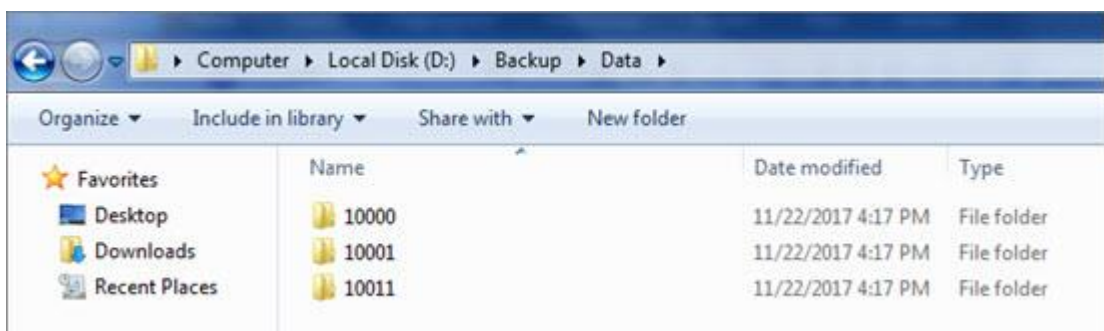 Computer Local Disk (D:) Backup Data
Organize Include in library Share with New folder
Favorites
Desktop
Downloads
Recent Places
Name Date modified Type
10000 11/22/2017 4:17 PM File folder
10001 11/22/2017 4:17 PM File folder
10011 11/22/2017 4:17 PM File folder